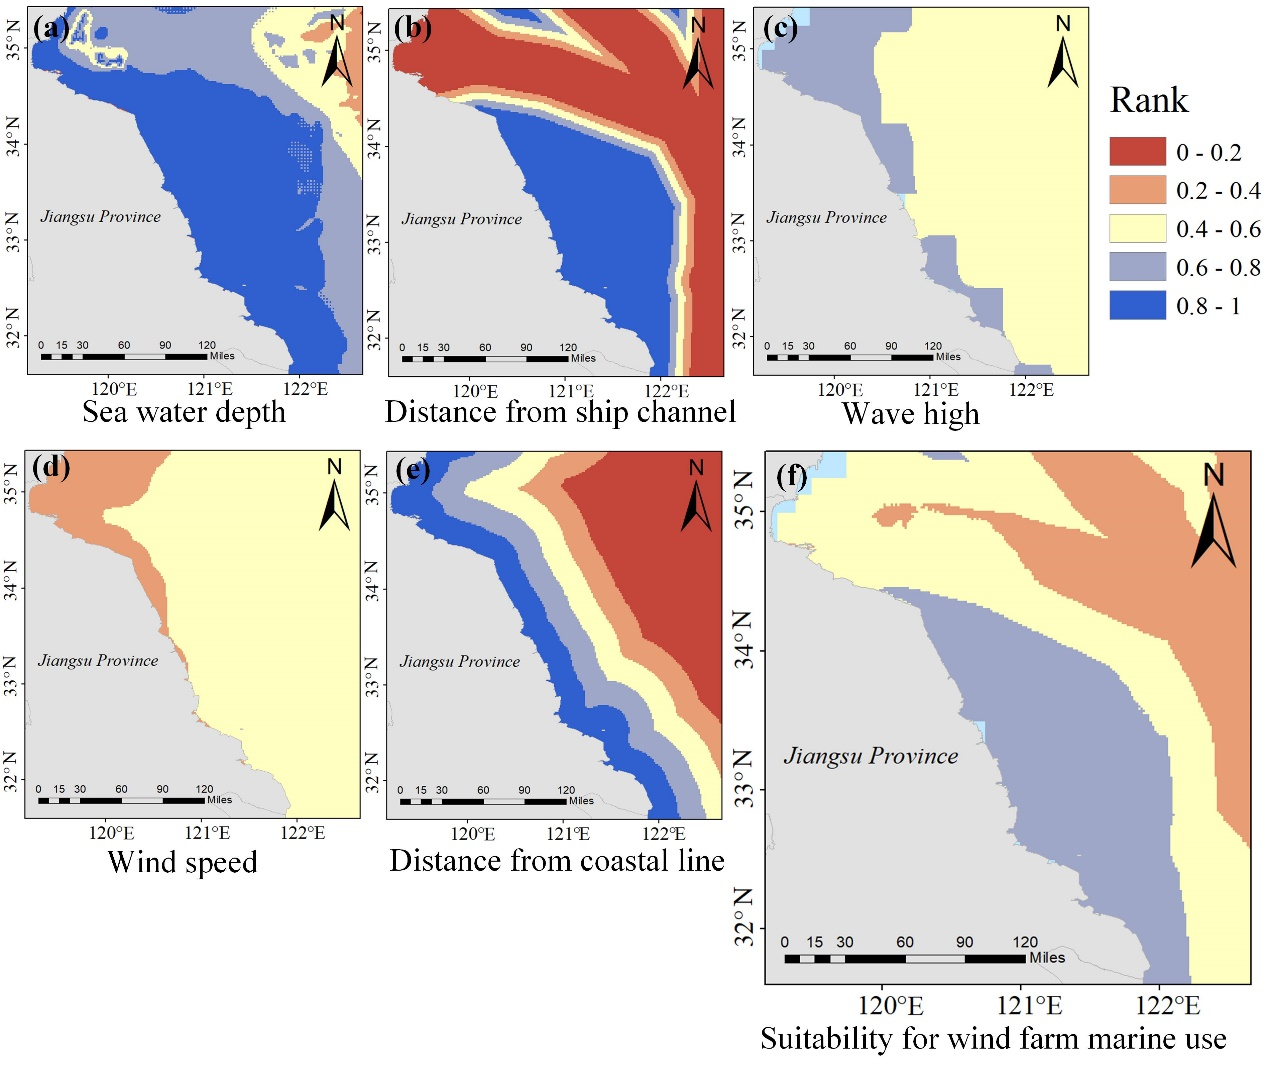 (a)
N
35°N
34°N
33°N
32°N
Jiangsu Province
0 15 30 60 90 120 Miles
120°E 121°E 122°E
Sea water depth
(b)
N
35°N
34°N
33°N
32°N
Jiangsu Province
0 15 30 60 90 120 Miles
120°E 121°E 122°E
Distance from ship channel
(c)
N
35°N
34°N
33°N
32°N
Jiangsu Province
0 15 30 60 90 120 Miles
120°E 121°E 122°E
Wave high
Rank
0 - 0.2
0.2 - 0.4
0.4 - 0.6
0.6 - 0.8
0.8 - 1
(d)
N
35°N
34°N
33°N
32°N
Jiangsu Province
0 15 30 60 90 120 Miles
120°E 121°E 122°E
Wind speed
(e)
N
35°N
34°N
33°N
32°N
Jiangsu Province
0 15 30 60 90 120 Miles
120°E 121°E 122°E
Distance from coastal line
(f)
N
35°N
34°N
33°N
32°N
Jiangsu Province
0 15 30 60 90 120 Miles
120°E 121°E 122°E
Suitability for wind farm marine use